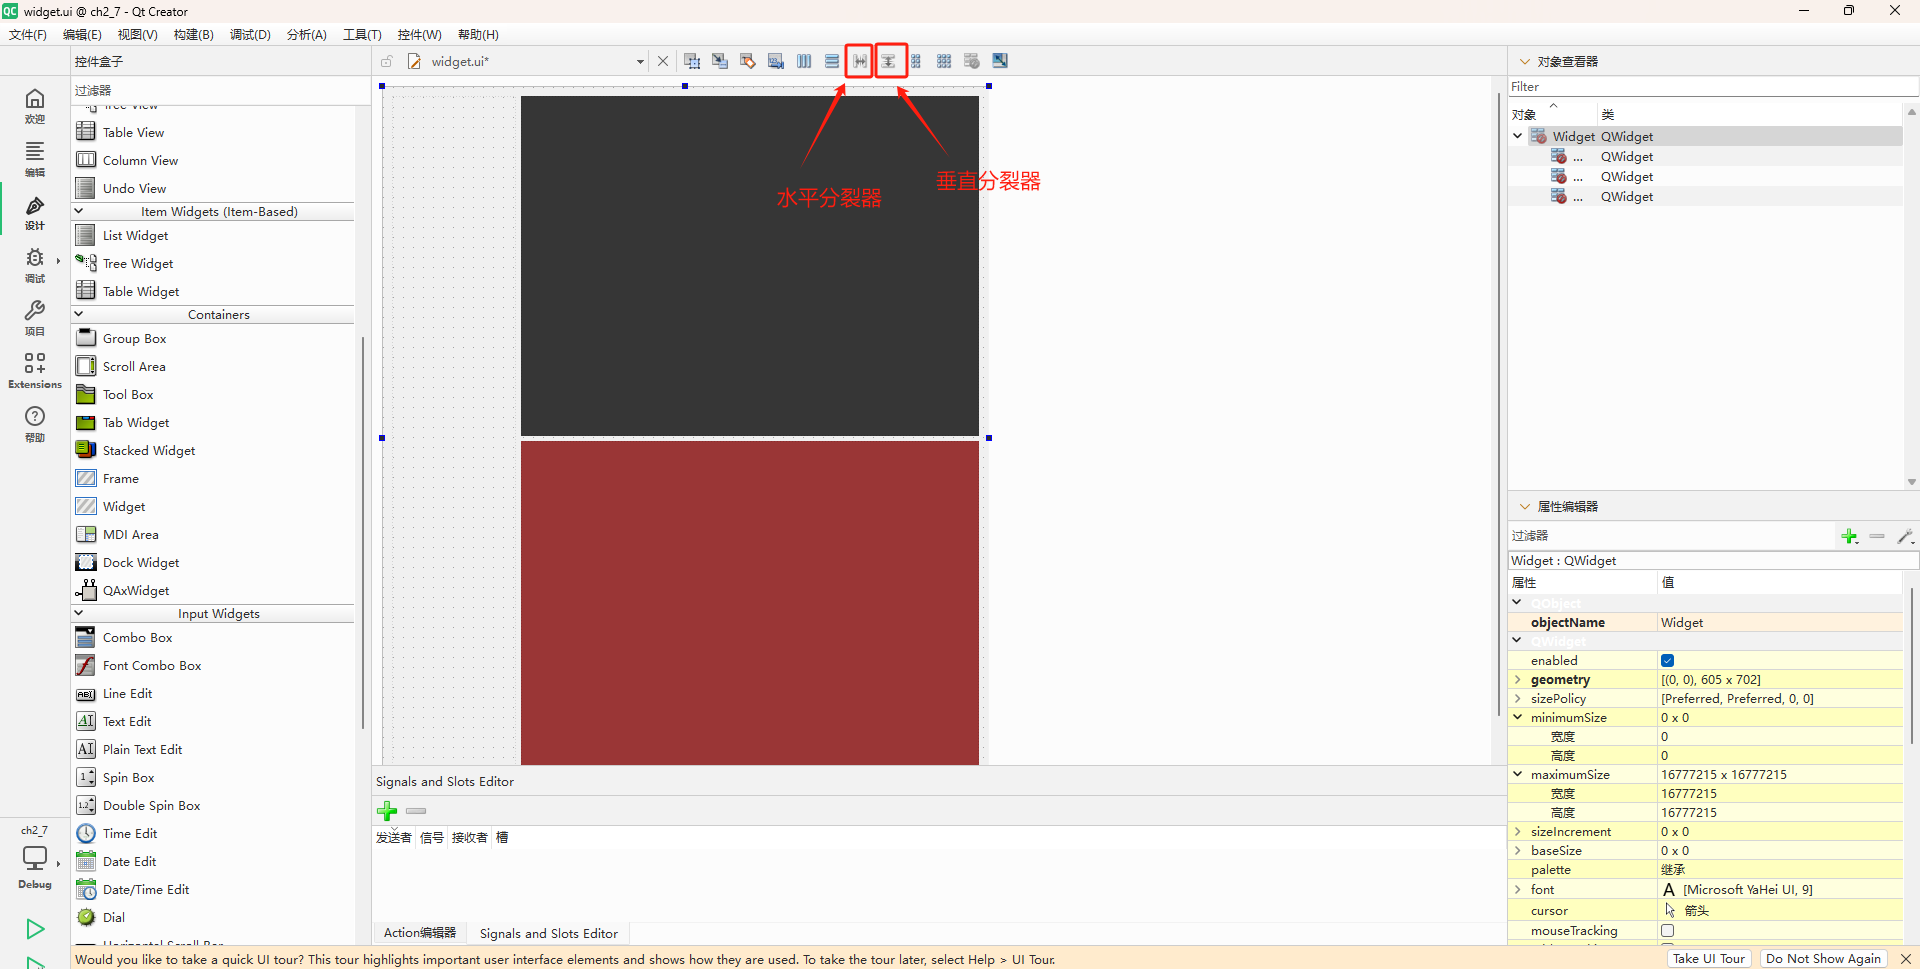 widget.ui @ ch2_7 - Qt Creator
文件(F) 编辑(E) 视图(V) 构建(B) 调试(D) 分析(A) 工具(T) 控件(W) 帮助(H)
控件盒子
widget.ui*
对象查看器
过滤器
Filter
欢迎
编辑
设计
调试
项目
Extensions
帮助
ch2_7
Debug
Tree View
Table View
Column View
Undo View
Item Widgets (Item-Based)
List Widget
Tree Widget
Table Widget
Containers
Group Box
Scroll Area
Tool Box
Tab Widget
Stacked Widget
Frame
Widget
MDI Area
Dock Widget
QAxWidget
Input Widgets
Combo Box
Font Combo Box
Line Edit
Text Edit
Plain Text Edit
Spin Box
Double Spin Box
Time Edit
Date Edit
Date/Time Edit
Dial
Horizontal Scroll Bar
水平分裂器
垂直分裂器
Signals and Slots Editor
发送者 信号 接收者 槽
Action编辑器 Signals and Slots Editor
对象 类
Widget QWidget
... QWidget
... QWidget
... QWidget
属性编辑器
过滤器
Widget : QWidget
属性 值
QObject
objectName Widget
QWidget
enabled
geometry [(0, 0), 605 x 702]
sizePolicy [Preferred, Preferred, 0, 0]
minimumSize 0 x 0
宽度 0
高度 0
maximumSize 16777215 x 16777215
宽度 16777215
高度 16777215
sizeIncrement 0 x 0
baseSize 0 x 0
palette 继承
font A [Microsoft YaHei UI, 9]
cursor 箭头
mouseTracking
Would you like to take a quick UI tour? This tour highlights important user interface elements and shows how they are used. To take the tour later, select Help > UI Tour.
Take UI Tour Do Not Show Again